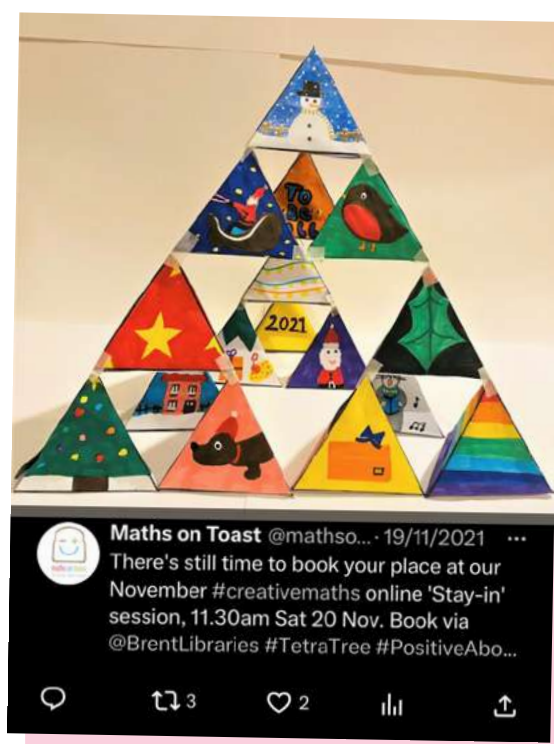 TO
2021
Maths on Toast @mathso... · 19/11/2021 ...
There's still time to book your place at our
November #creativemaths online 'Stay-in'
session, 11.30am Sat 20 Nov. Book via
@BrentLibraries #TetraTree #PositiveAbo...
3
2